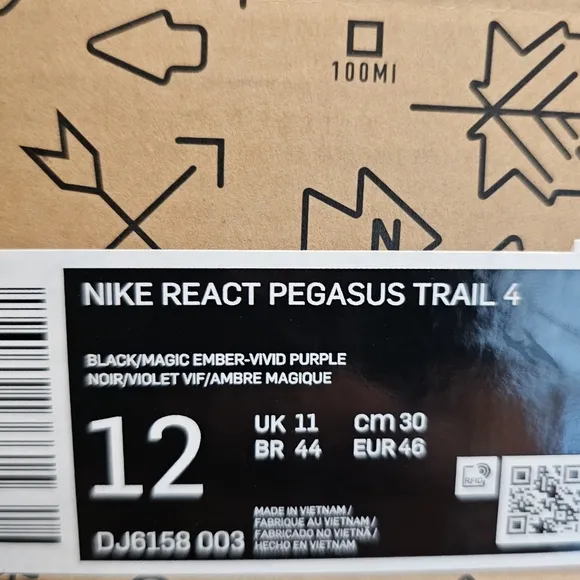 100MI
N
NIKE REACT PEGASUS TRAIL 4
BLACK/MAGIC EMBER-VIVID PURPLE
NOIR/VIOLET VIF/AMBRE MAGIQUE
12
UK 11
cm 30
BR 44
EUR 46
RFID
MADE IN VIETNAM /
FABRIQUE AU VIETNAM /
FABRICADO NO VIETNÃ /
HECHO EN VIETNAM
DJ6158 003